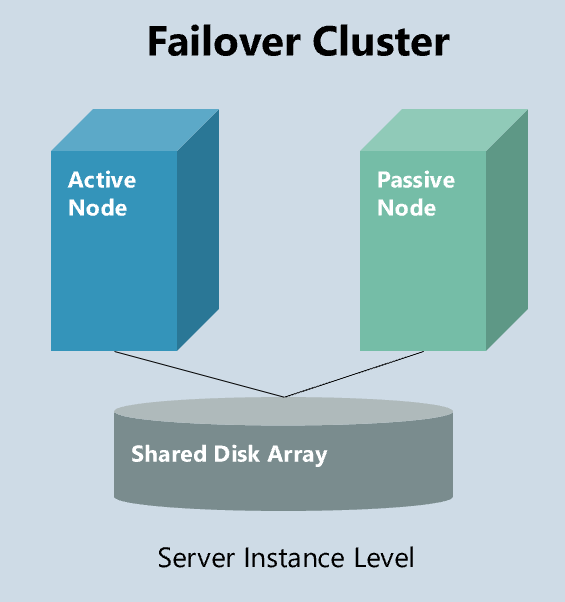 Failover Cluster
Active
Node
Passive
Node
Shared Disk Array
Server Instance Level